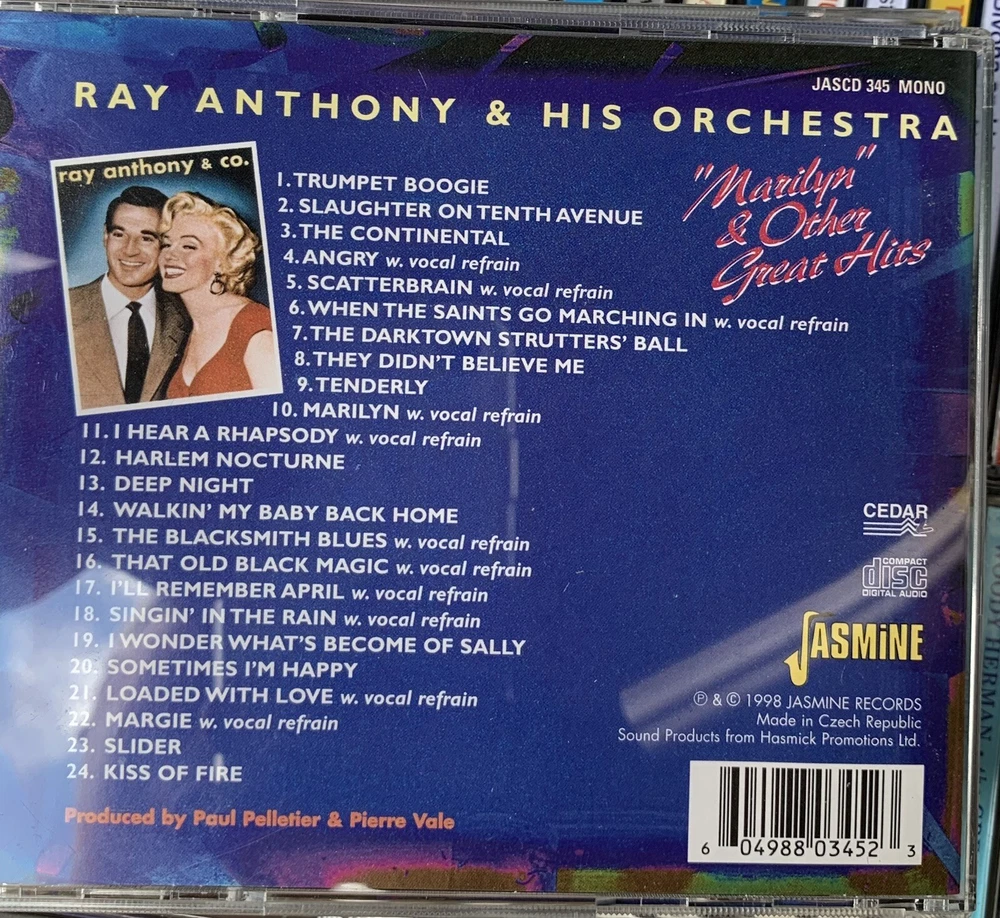 JASCD 345 MONO
RAY ANTHONY & HIS ORCHESTRA
ray anthony & co.
"Marilyn"
& Other
Great Hits
1. TRUMPET BOOGIE
2. SLAUGHTER ON TENTH AVENUE
3. THE CONTINENTAL
4. ANGRY w. vocal refrain
5. SCATTERBRAIN w. vocal refrain
6. WHEN THE SAINTS GO MARCHING IN w. vocal refrain
7. THE DARKTOWN STRUTTERS' BALL
8. THEY DIDN'T BELIEVE ME
9. TENDERLY
10. MARILYN w. vocal refrain
11. I HEAR A RHAPSODY w. vocal refrain
12. HARLEM NOCTURNE
13. DEEP NIGHT
14. WALKIN' MY BABY BACK HOME
15. THE BLACKSMITH BLUES w. vocal refrain
16. THAT OLD BLACK MAGIC w. vocal refrain
17. I'LL REMEMBER APRIL w. vocal refrain
18. SINGIN' IN THE RAIN w. vocal refrain
19. I WONDER WHAT'S BECOME OF SALLY
20. SOMETIMES I'M HAPPY
21. LOADED WITH LOVE w. vocal refrain
22. MARGIE w. vocal refrain
23. SLIDER
24. KISS OF FIRE
Produced by Paul Pelletier & Pierre Vale
CEDAR
COMPACT
disc
DIGITAL AUDIO
JASMiNE
℗ & © 1998 JASMINE RECORDS
Made in Czech Republic
Sound Products from Hasmick Promotions Ltd.
6 04988 03452 3
HERMAN